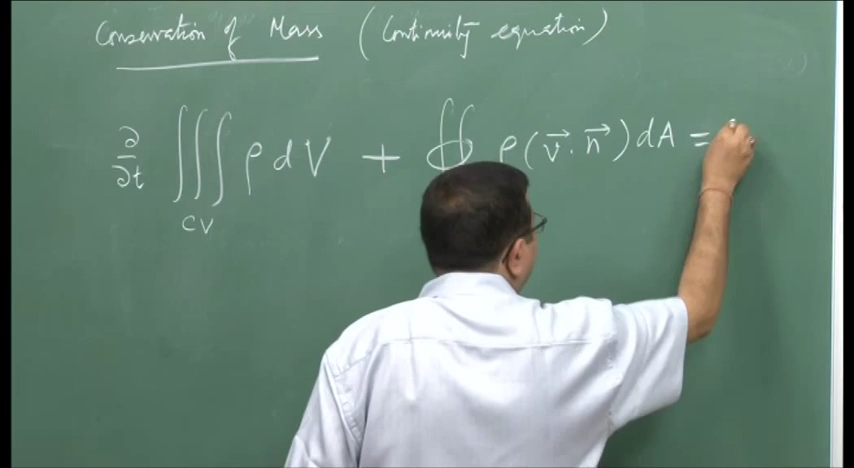 Conservation of Mass (Continuity equation)
∂/∂t ∭ ρ dV + ∯ ρ(v⃗ . n⃗) dA =
CV